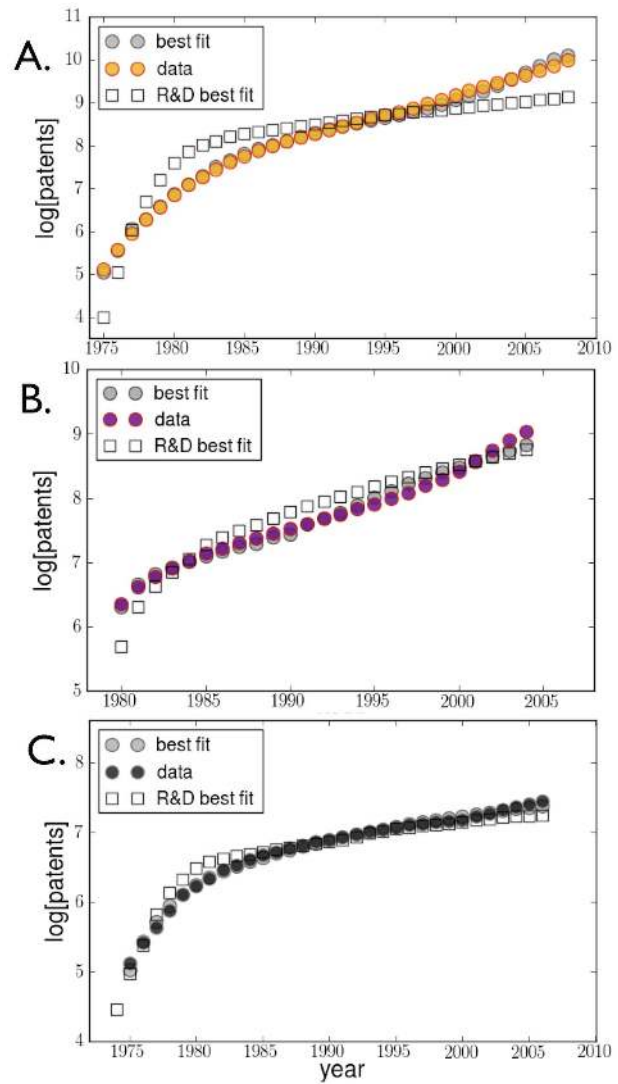 A.
best fit
data
R&D best fit
log[patents]
11
10
9
8
7
6
5
4
1975 1980 1985 1990 1995 2000 2005 2010
B.
best fit
data
R&D best fit
log[patents]
10
9
8
7
6
5
1980 1985 1990 1995 2000 2005
C.
best fit
data
R&D best fit
log[patents]
8
7
6
5
4
1975 1980 1985 1990 1995 2000 2005 2010
year